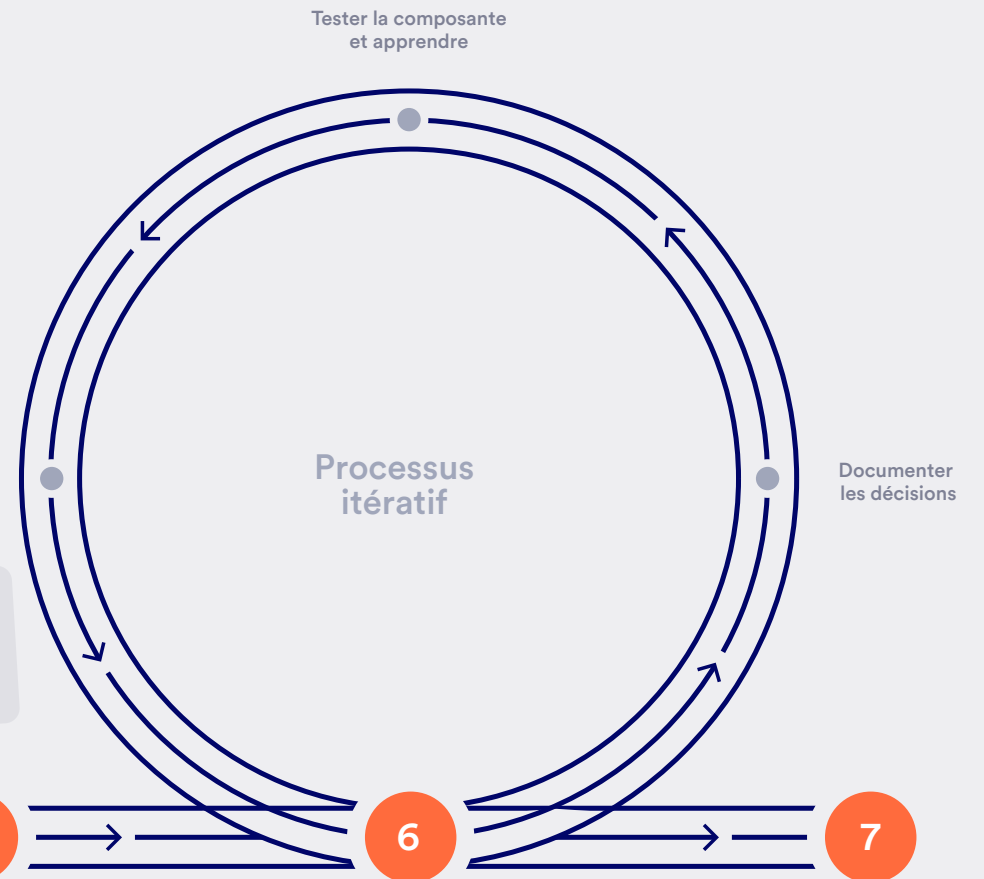 Tester la composante
et apprendre
Processus
itératif
Documenter
les décisions
6
7